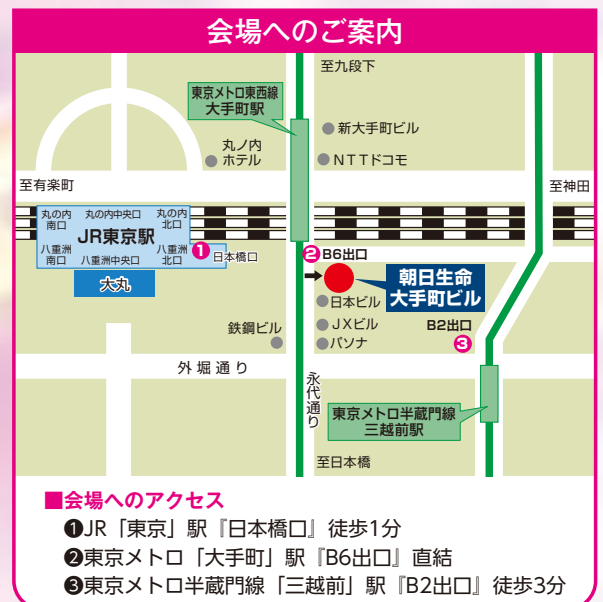 会場へのご案内
至九段下
東京メトロ東西線
大手町駅
新大手町ビル
丸ノ内
ホテル
NTTドコモ
至有楽町
至神田
丸の内
南口
丸の内中央口
丸の内
北口
JR東京駅
八重洲
南口
八重洲中央口
八重洲
北口
❶
日本橋口
大丸
❷B6出口
朝日生命
大手町ビル
日本ビル
JXビル
パソナ
鉄鋼ビル
B2出口
❸
外堀通り
永代通り
東京メトロ半蔵門線
三越前駅
至日本橋
■会場へのアクセス
❶JR「東京」駅『日本橋口』徒歩1分
❷東京メトロ「大手町」駅『B6出口』直結
❸東京メトロ半蔵門線「三越前」駅『B2出口』徒歩3分